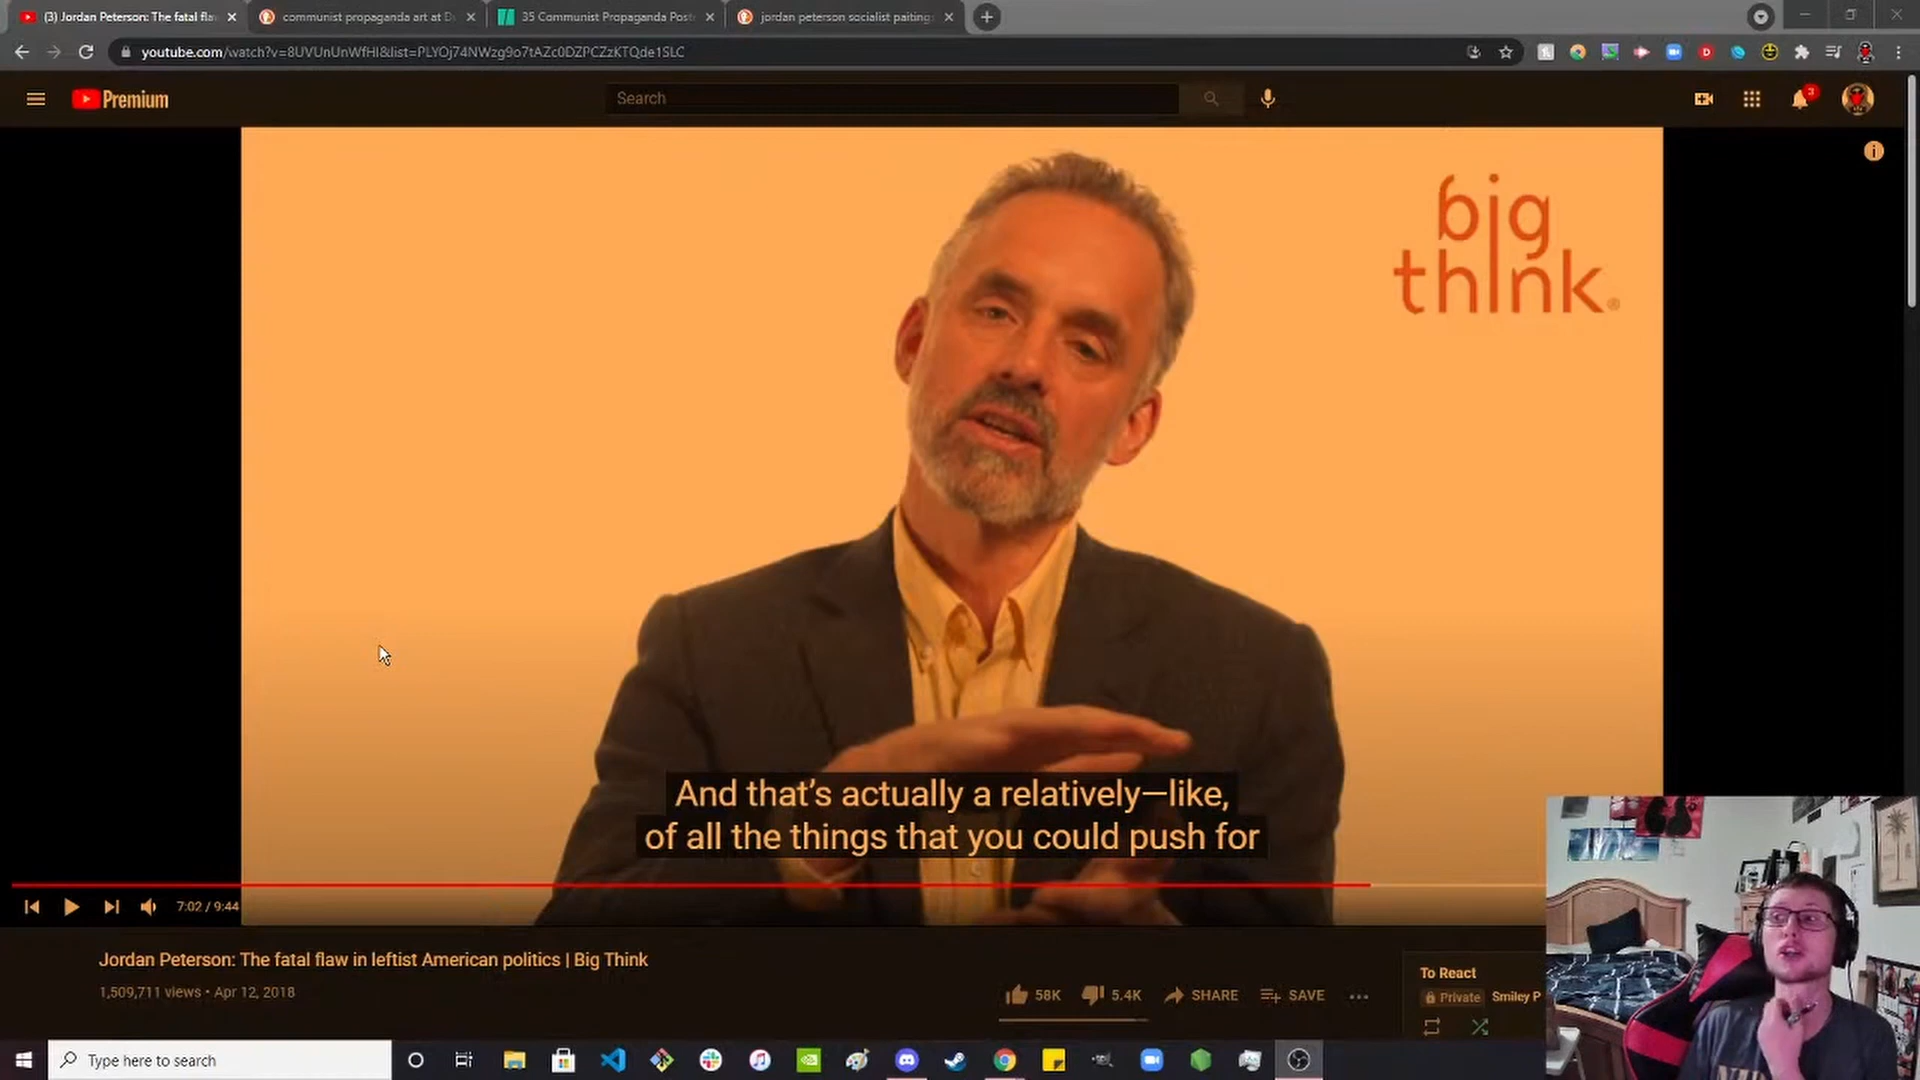 (3) Jordan Peterson: The fatal fla
communist propaganda art at D
35 Communist Propaganda Post
jordan peterson socialist paiting
youtube.com/watch?v=8UVUnUnWfHI&list=PLYOj74NWzg9o7tAZc0DZPCZzKTQde1SLC
Premium
Search
3
big
think®
And that's actually a relatively—like,
of all the things that you could push for
7:02 / 9:44
Jordan Peterson: The fatal flaw in leftist American politics | Big Think
1,509,711 views • Apr 12, 2018
58K
5.4K
SHARE
SAVE
To React
Private
Smiley P
Type here to search